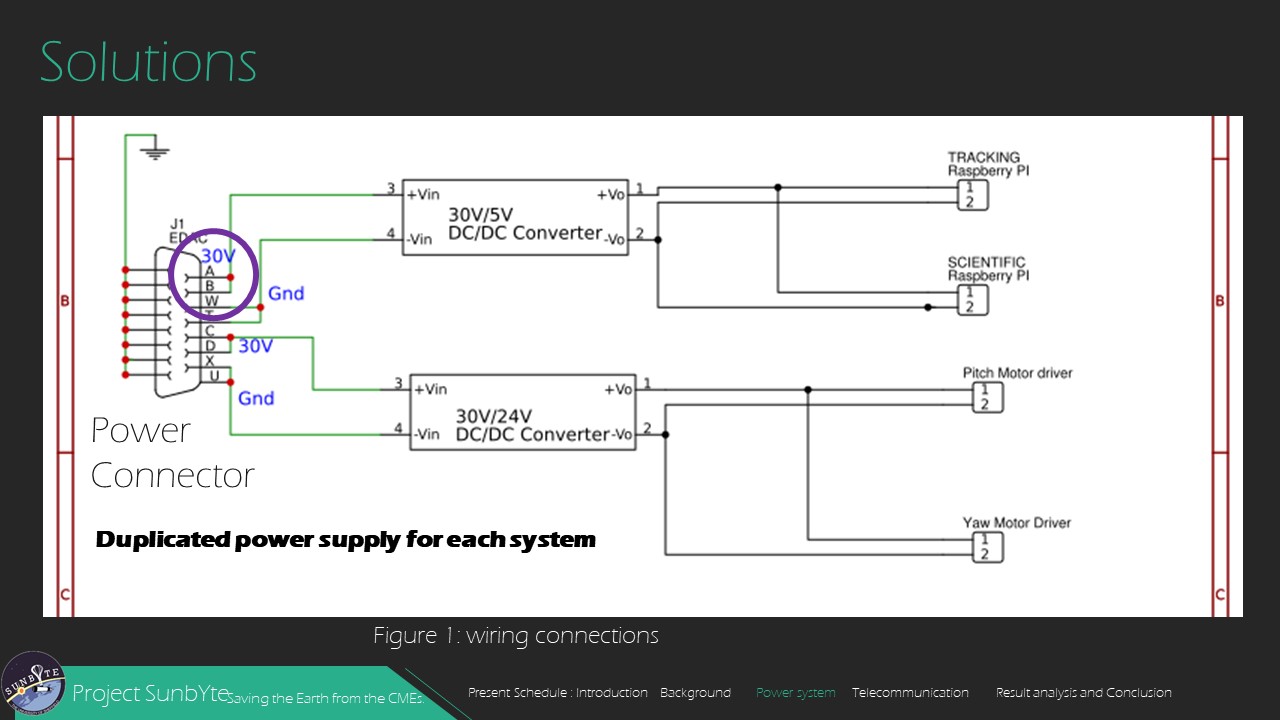 Solutions
TRACKING
Raspberry PI
1
2
3
+Vin
+Vo
1
30V/5V
DC/DC Converter
4
-Vin
-Vo
2
J1
EDAC
30V
A
B
W
T
C
D
X
U
Gnd
30V
Gnd
SCIENTIFIC
Raspberry PI
1
2
B
B
Pitch Motor driver
1
2
3
+Vin
+Vo
1
30V/24V
DC/DC Converter
4
-Vin
-Vo
2
Power
Connector
Yaw Motor Driver
1
2
Duplicated power supply for each system
C
C
Figure 1: wiring connections
SUNBYTE
Project SunbYte
Saving the Earth from the CMEs.
Present Schedule : Introduction Background Power system Telecommunication Result analysis and Conclusion